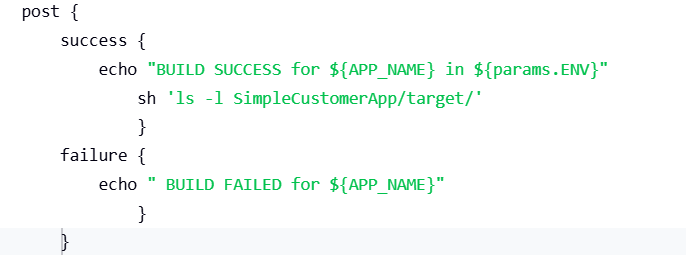 post {
    success {
        echo "BUILD SUCCESS for ${APP_NAME} in ${params.ENV}"
            sh 'ls -l SimpleCustomerApp/target/'
            }
    failure {
        echo " BUILD FAILED for ${APP_NAME}"
            }
    }